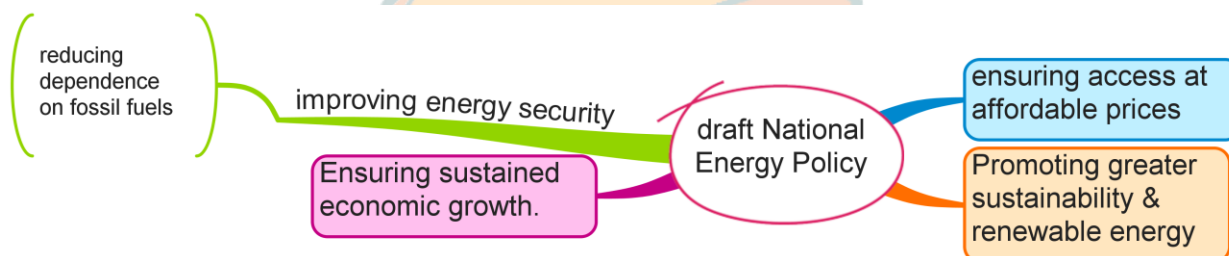 reducing
dependence
on fossil fuels
improving energy security
Ensuring sustained
economic growth.
draft National
Energy Policy
ensuring access at
affordable prices
Promoting greater
sustainability &
renewable energy